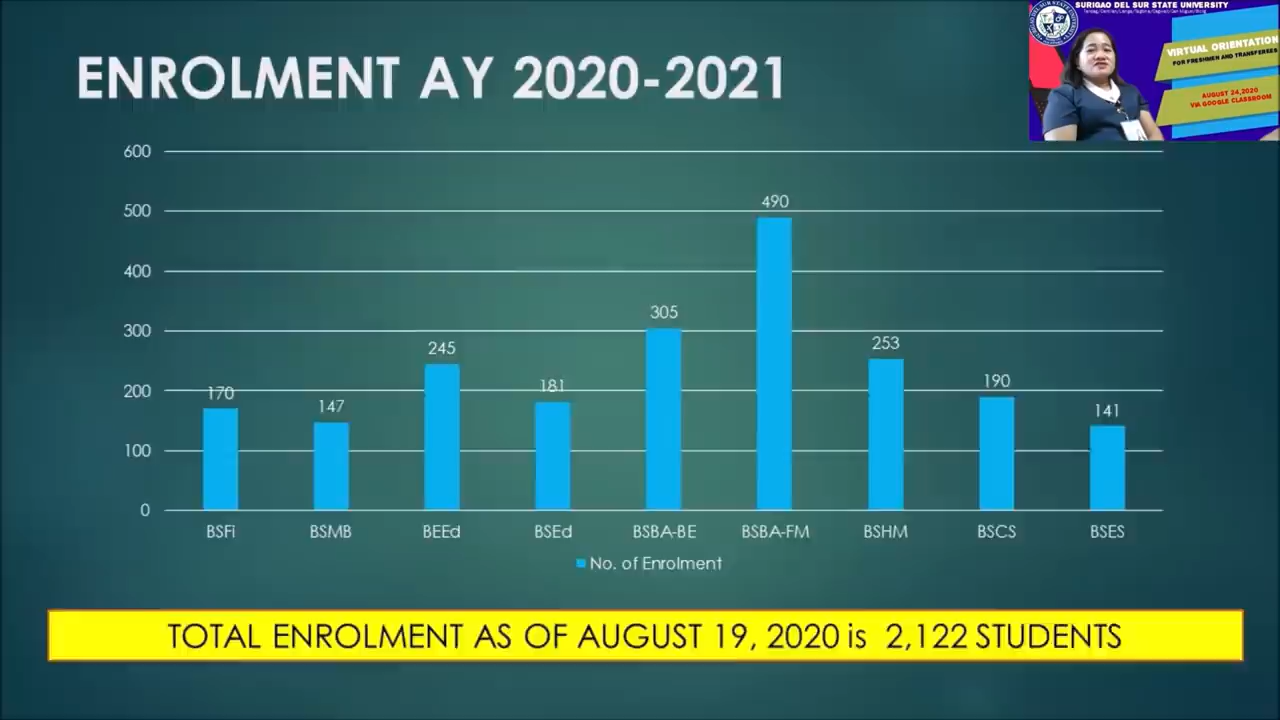 ENROLMENT AY 2020-2021
SURIGAO DEL SUR STATE UNIVERSITY
VIRTUAL ORIENTATION
FOR FRESHMEN AND TRANSFEREES
AUGUST 24,2020
VIA GOOGLE CLASSROOM
600
500
400
300
200
100
0
170
147
245
181
305
490
253
190
141
BSFi
BSMB
BEEd
BSEd
BSBA-BE
BSBA-FM
BSHM
BSCS
BSES
No. of Enrolment
TOTAL ENROLMENT AS OF AUGUST 19, 2020 is 2,122 STUDENTS